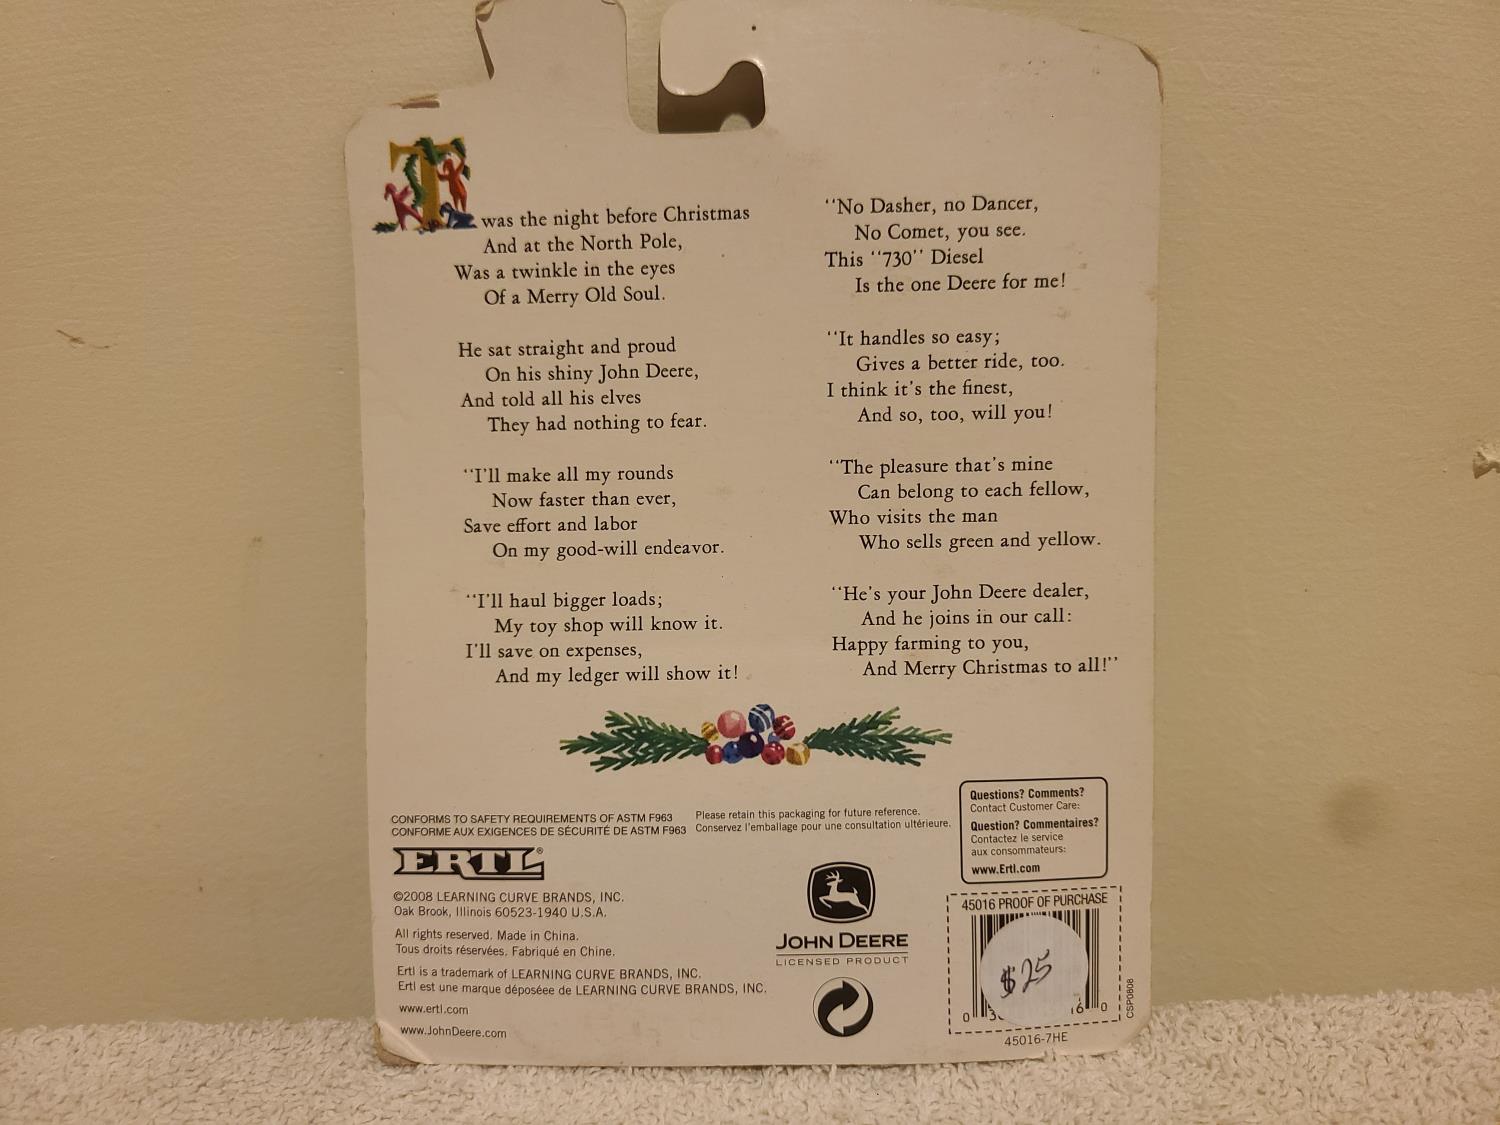 Twas the night before Christmas
And at the North Pole,
Was a twinkle in the eyes
Of a Merry Old Soul.
He sat straight and proud
On his shiny John Deere,
And told all his elves
They had nothing to fear.
"I'll make all my rounds
Now faster than ever,
Save effort and labor
On my good-will endeavor.
"I'll haul bigger loads;
My toy shop will know it.
I'll save on expenses,
And my ledger will show it!
"No Dasher, no Dancer,
No Comet, you see.
This "730" Diesel
Is the one Deere for me!
"It handles so easy;
Gives a better ride, too.
I think it's the finest,
And so, too, will you!
"The pleasure that's mine
Can belong to each fellow,
Who visits the man
Who sells green and yellow.
"He's your John Deere dealer,
And he joins in our call:
Happy farming to you,
And Merry Christmas to all!"
CONFORMS TO SAFETY REQUIREMENTS OF ASTM F963
CONFORME AUX EXIGENCES DE SÉCURITÉ DE ASTM F963
Please retain this packaging for future reference.
Conservez l'emballage pour une consultation ultérieure.
Questions? Comments?
Contact Customer Care:
Question? Commentaires?
Contactez le service
aux consommateurs:
www.Ertl.com
ERTL®
©2008 LEARNING CURVE BRANDS, INC.
Oak Brook, Illinois 60523-1940 U.S.A.
All rights reserved. Made in China.
Tous droits réservées. Fabriqué en Chine.
Ertl is a trademark of LEARNING CURVE BRANDS, INC.
Ertl est une marque déposéee de LEARNING CURVE BRANDS, INC.
www.ertl.com
www.JohnDeere.com
JOHN DEERE
LICENSED PRODUCT
45016 PROOF OF PURCHASE
$25
0 3 16 0
CSP0808
45016-7HE